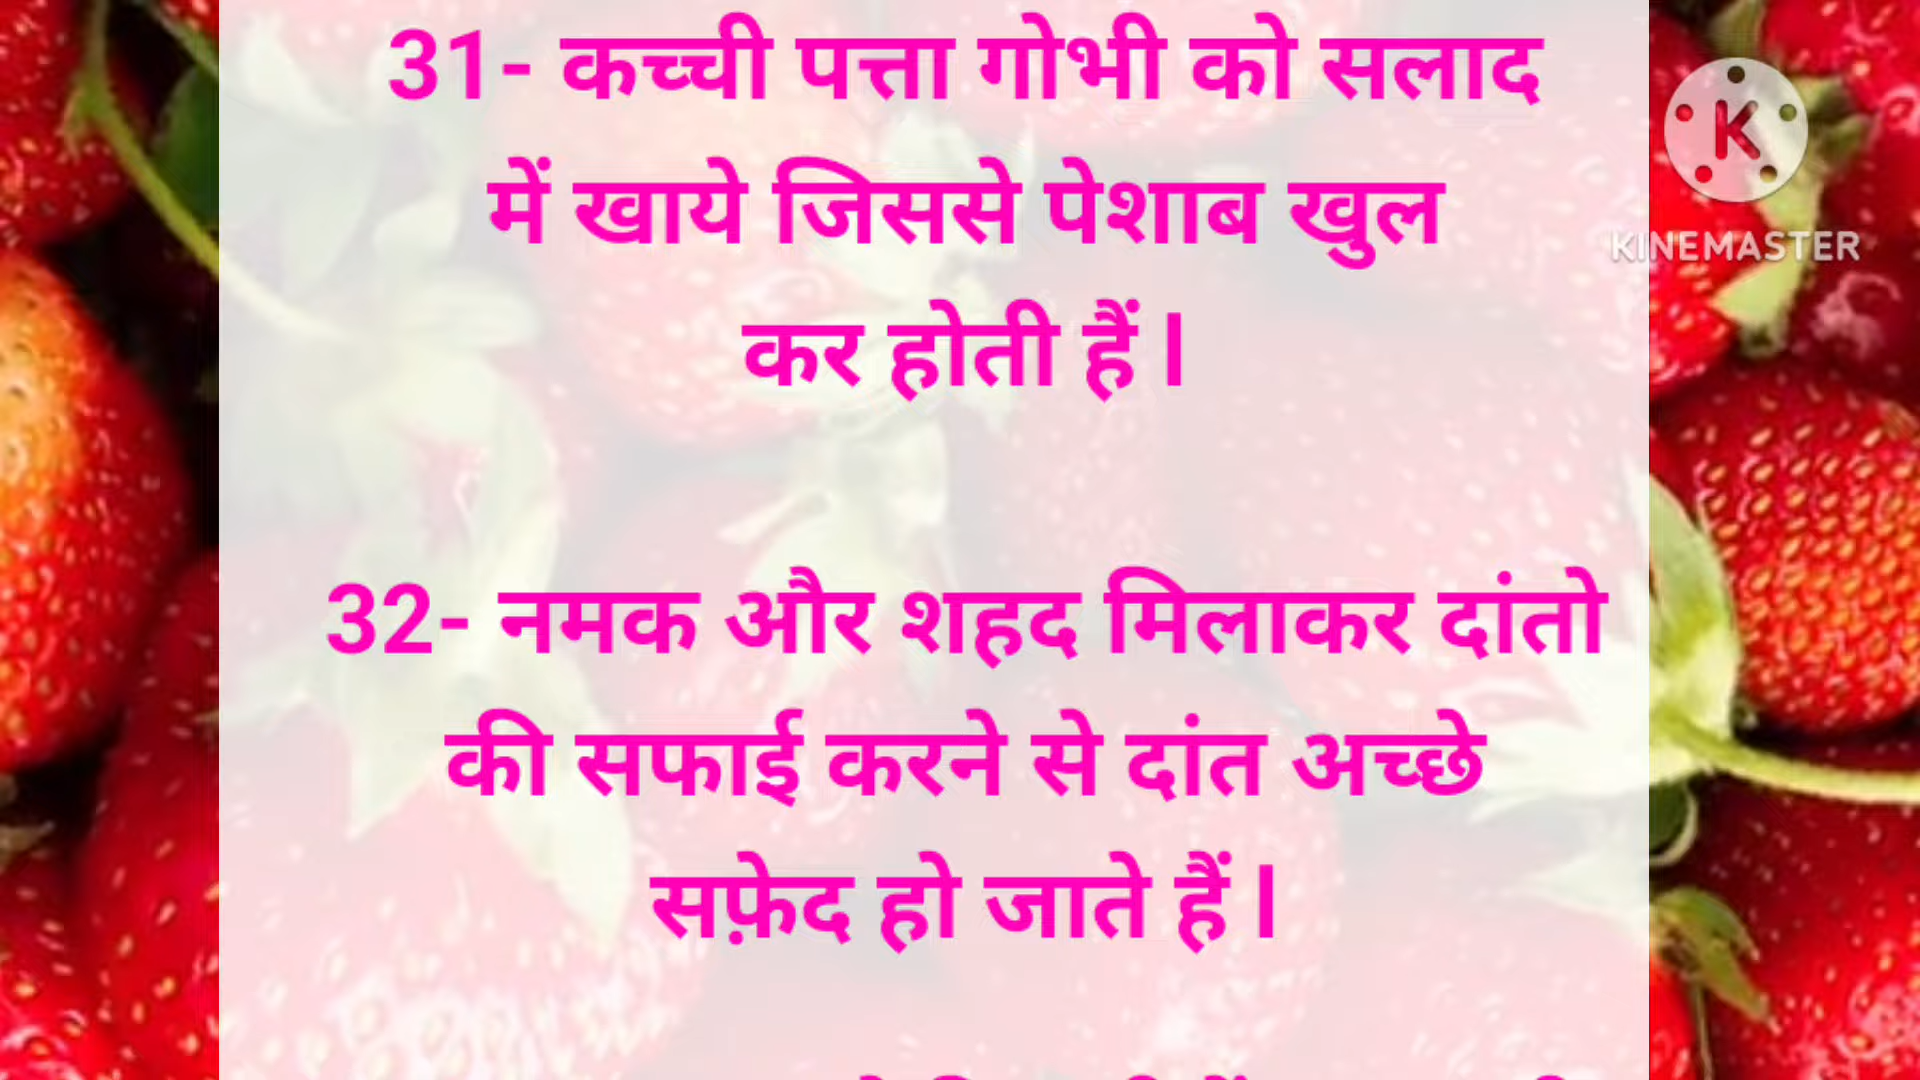 31- कच्ची पत्ता गोभी को सलाद
में खाये जिससे पेशाब खुल
कर होती हैं l
32- नमक और शहद मिलाकर दांतो
की सफाई करने से दांत अच्छे
सफ़ेद हो जाते हैं l
K
KINEMASTER